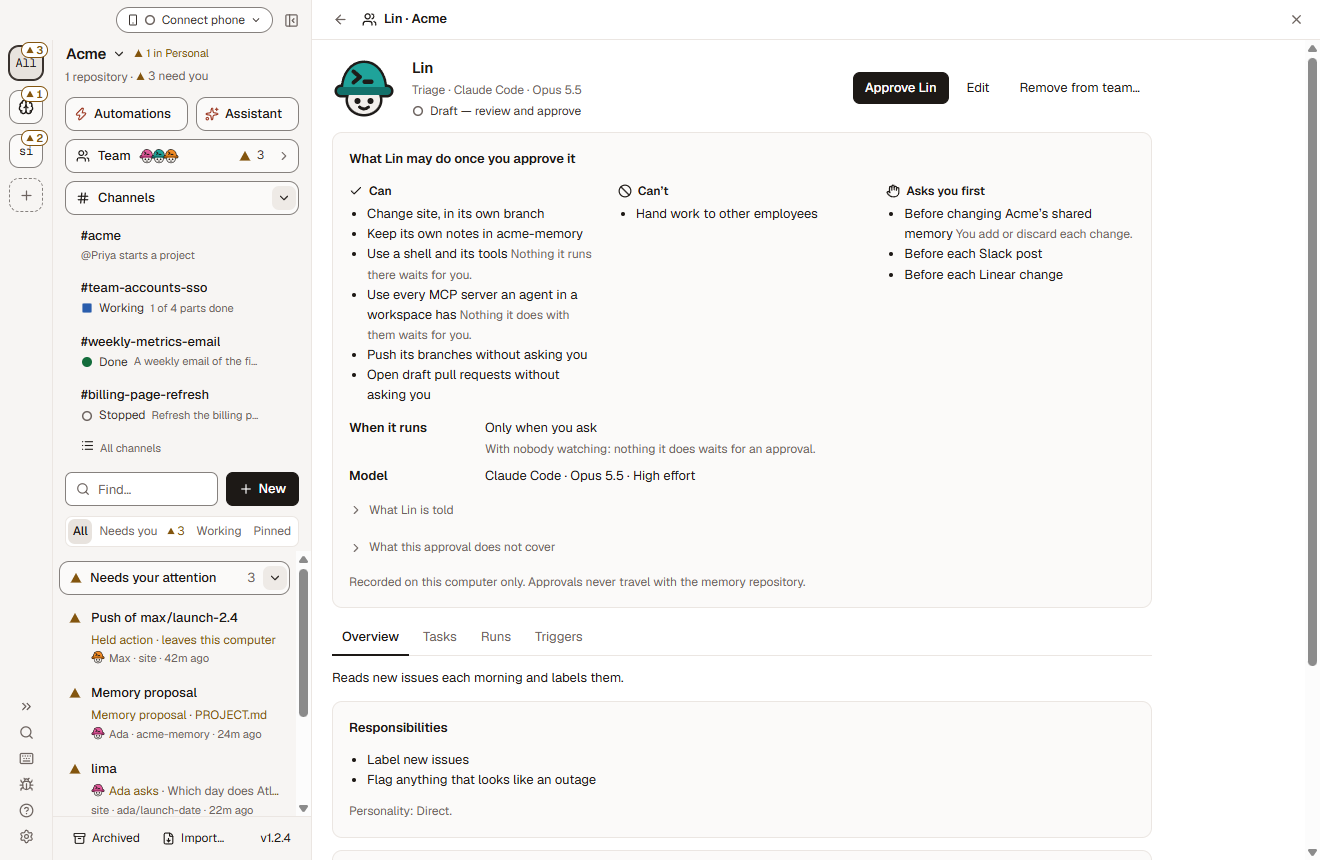 Connect phone
Lin · Acme
3
All
1
2
si
Acme
1 in Personal
1 repository · 3 need you
Automations
Assistant
Team
3
Channels
#acme
@Priya starts a project
#team-accounts-sso
Working 1 of 4 parts done
#weekly-metrics-email
Done A weekly email of the fi...
#billing-page-refresh
Stopped Refresh the billing p...
All channels
Find...
New
All Needs you 3 Working Pinned
Needs your attention 3
Push of max/launch-2.4
Held action · leaves this computer
Max · site · 42m ago
Memory proposal
Memory proposal · PROJECT.md
Ada · acme-memory · 24m ago
lima
Ada asks · Which day does Atl...
site · ada/launch-date · 22m ago
Archived
Import...
v1.2.4
Lin
Triage · Claude Code · Opus 5.5
Draft — review and approve
Approve Lin
Edit
Remove from team...
What Lin may do once you approve it
Can
Change site, in its own branch
Keep its own notes in acme-memory
Use a shell and its tools Nothing it runs
there waits for you.
Use every MCP server an agent in a
workspace has Nothing it does with
them waits for you.
Push its branches without asking you
Open draft pull requests without
asking you
Can't
Hand work to other employees
Asks you first
Before changing Acme's shared
memory You add or discard each change.
Before each Slack post
Before each Linear change
When it runs
Only when you ask
With nobody watching: nothing it does waits for an approval.
Model
Claude Code · Opus 5.5 · High effort
What Lin is told
What this approval does not cover
Recorded on this computer only. Approvals never travel with the memory repository.
Overview
Tasks
Runs
Triggers
Reads new issues each morning and labels them.
Responsibilities
Label new issues
Flag anything that looks like an outage
Personality: Direct.